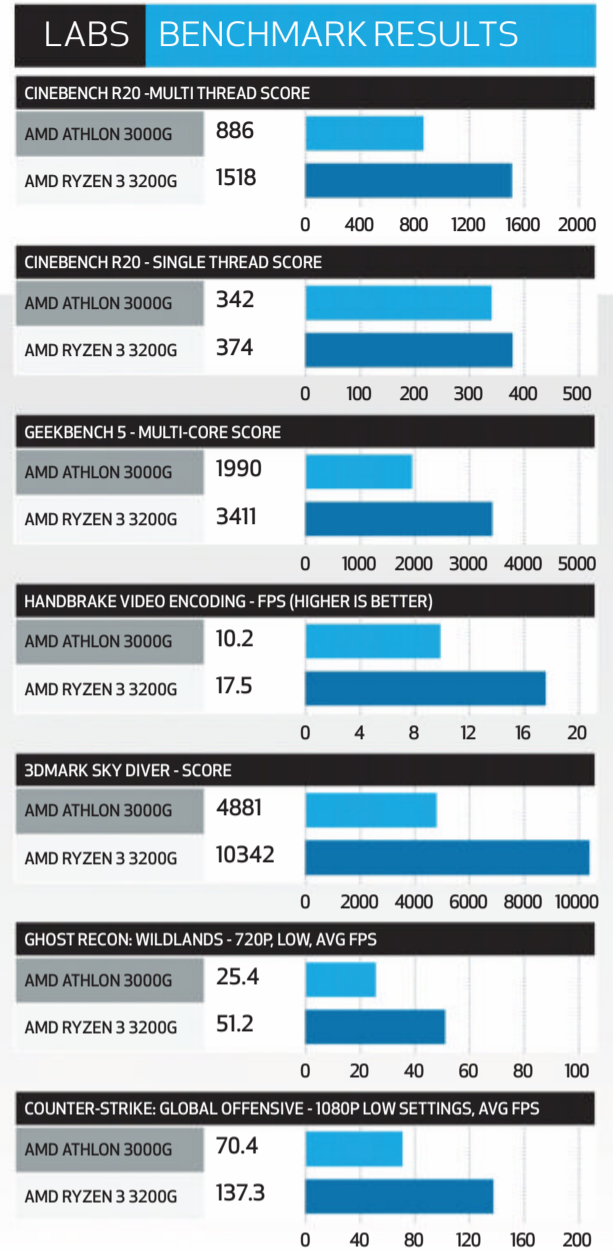 LABS BENCHMARK RESULTS
CINEBENCH R20 -MULTI THREAD SCORE
AMD ATHLON 3000G 886
AMD RYZEN 3 3200G 1518
0 400 800 1200 1600 2000
CINEBENCH R20 - SINGLE THREAD SCORE
AMD ATHLON 3000G 342
AMD RYZEN 3 3200G 374
0 100 200 300 400 500
GEEKBENCH 5 - MULTI-CORE SCORE
AMD ATHLON 3000G 1990
AMD RYZEN 3 3200G 3411
0 1000 2000 3000 4000 5000
HANDBRAKE VIDEO ENCODING - FPS (HIGHER IS BETTER)
AMD ATHLON 3000G 10.2
AMD RYZEN 3 3200G 17.5
0 4 8 12 16 20
3DMARK SKY DIVER - SCORE
AMD ATHLON 3000G 4881
AMD RYZEN 3 3200G 10342
0 2000 4000 6000 8000 10000
GHOST RECON: WILDLANDS - 720P, LOW, AVG FPS
AMD ATHLON 3000G 25.4
AMD RYZEN 3 3200G 51.2
0 20 40 60 80 100
COUNTER-STRIKE: GLOBAL OFFENSIVE - 1080P LOW SETTINGS, AVG FPS
AMD ATHLON 3000G 70.4
AMD RYZEN 3 3200G 137.3
0 40 80 120 160 200